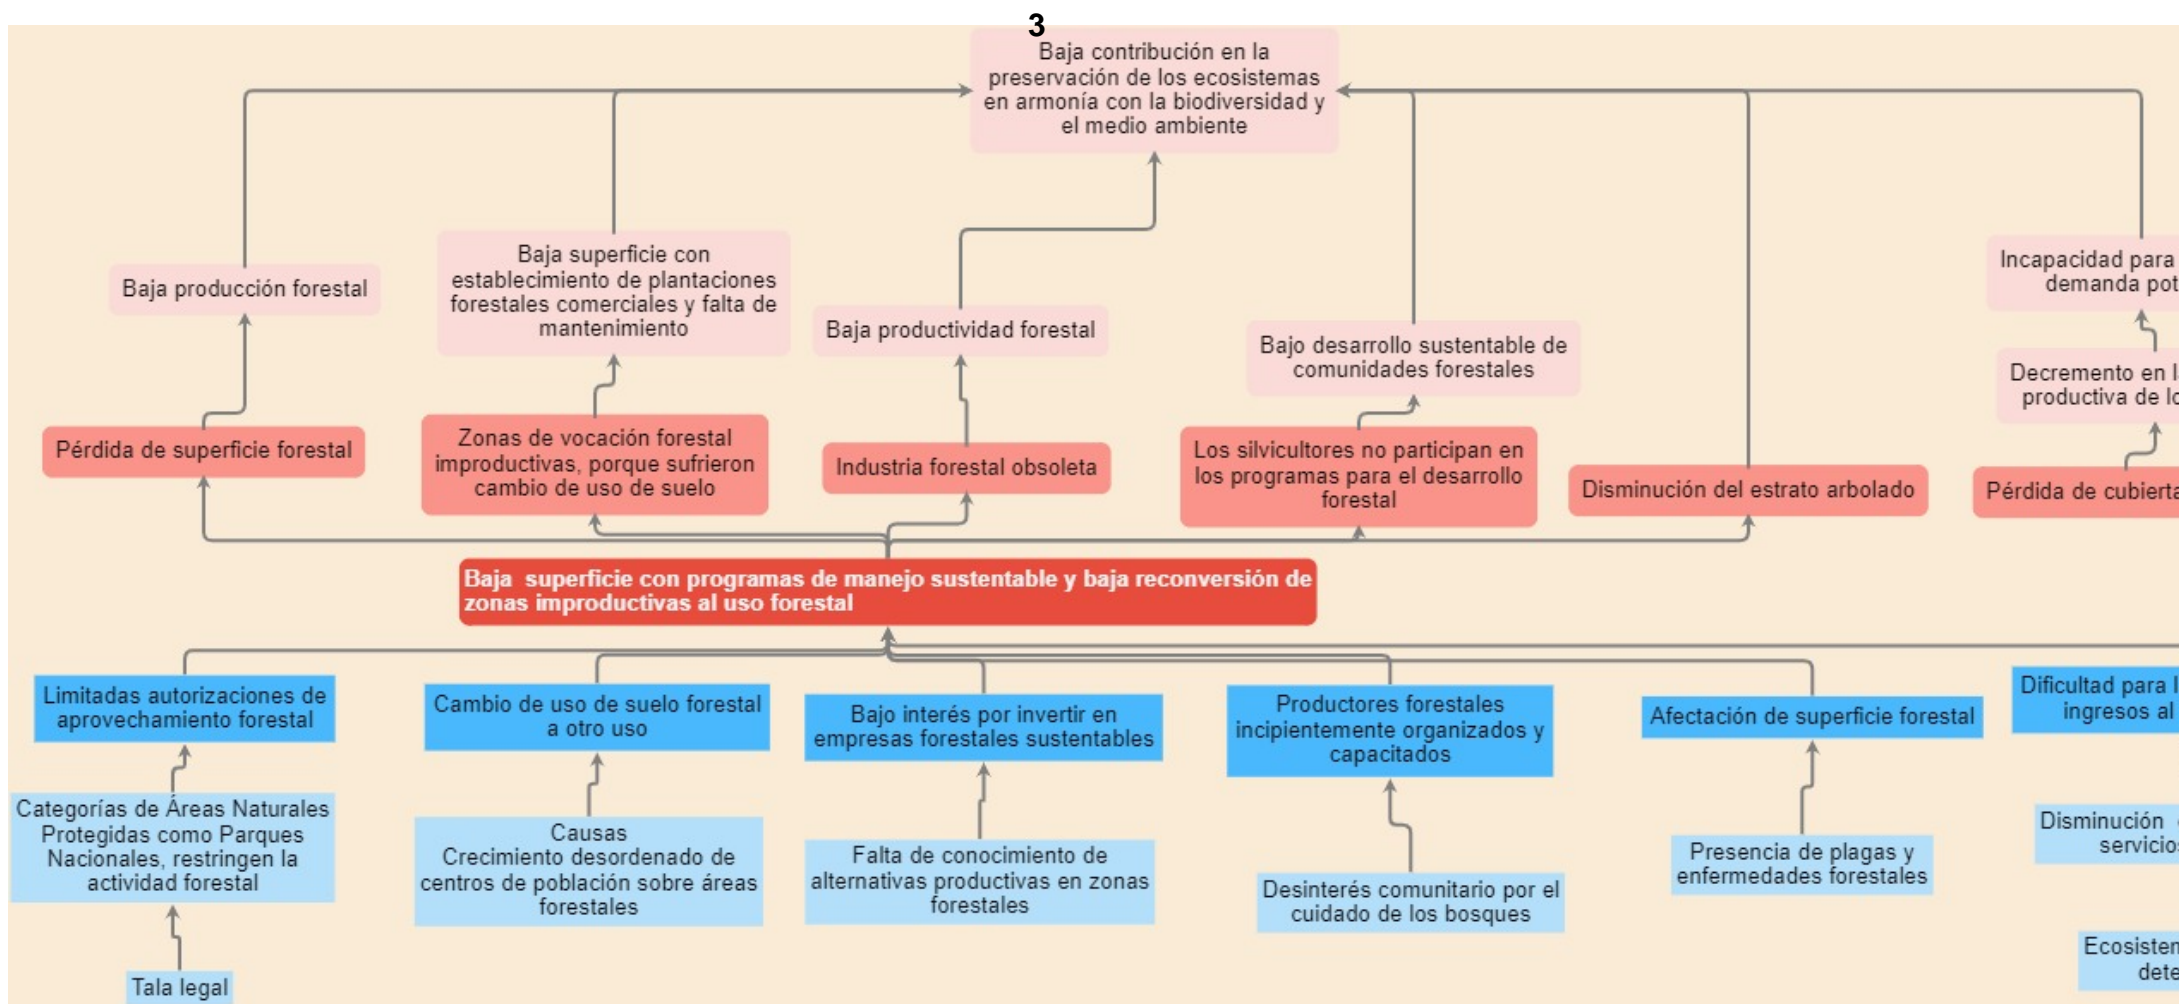 3
Baja contribución en la
preservación de los ecosistemas
en armonía con la biodiversidad y
el medio ambiente
Baja producción forestal
Baja superficie con
establecimiento de plantaciones
forestales comerciales y falta de
mantenimiento
Baja productividad forestal
Bajo desarrollo sustentable de
comunidades forestales
Incapacidad para
demanda pot
Decremento en l
productiva de lo
Pérdida de superficie forestal
Zonas de vocación forestal
improductivas, porque sufrieron
cambio de uso de suelo
Industria forestal obsoleta
Los silvicultores no participan en
los programas para el desarrollo
forestal
Disminución del estrato arbolado
Pérdida de cubierta
Baja superficie con programas de manejo sustentable y baja reconversión de
zonas improductivas al uso forestal
Limitadas autorizaciones de
aprovechamiento forestal
Cambio de uso de suelo forestal
a otro uso
Bajo interés por invertir en
empresas forestales sustentables
Productores forestales
incipientemente organizados y
capacitados
Afectación de superficie forestal
Dificultad para l
ingresos al
Categorías de Áreas Naturales
Protegidas como Parques
Nacionales, restringen la
actividad forestal
Causas
Crecimiento desordenado de
centros de población sobre áreas
forestales
Falta de conocimiento de
alternativas productivas en zonas
forestales
Desinterés comunitario por el
cuidado de los bosques
Presencia de plagas y
enfermedades forestales
Disminución
servicios
Ecosisten
dete
Tala legal